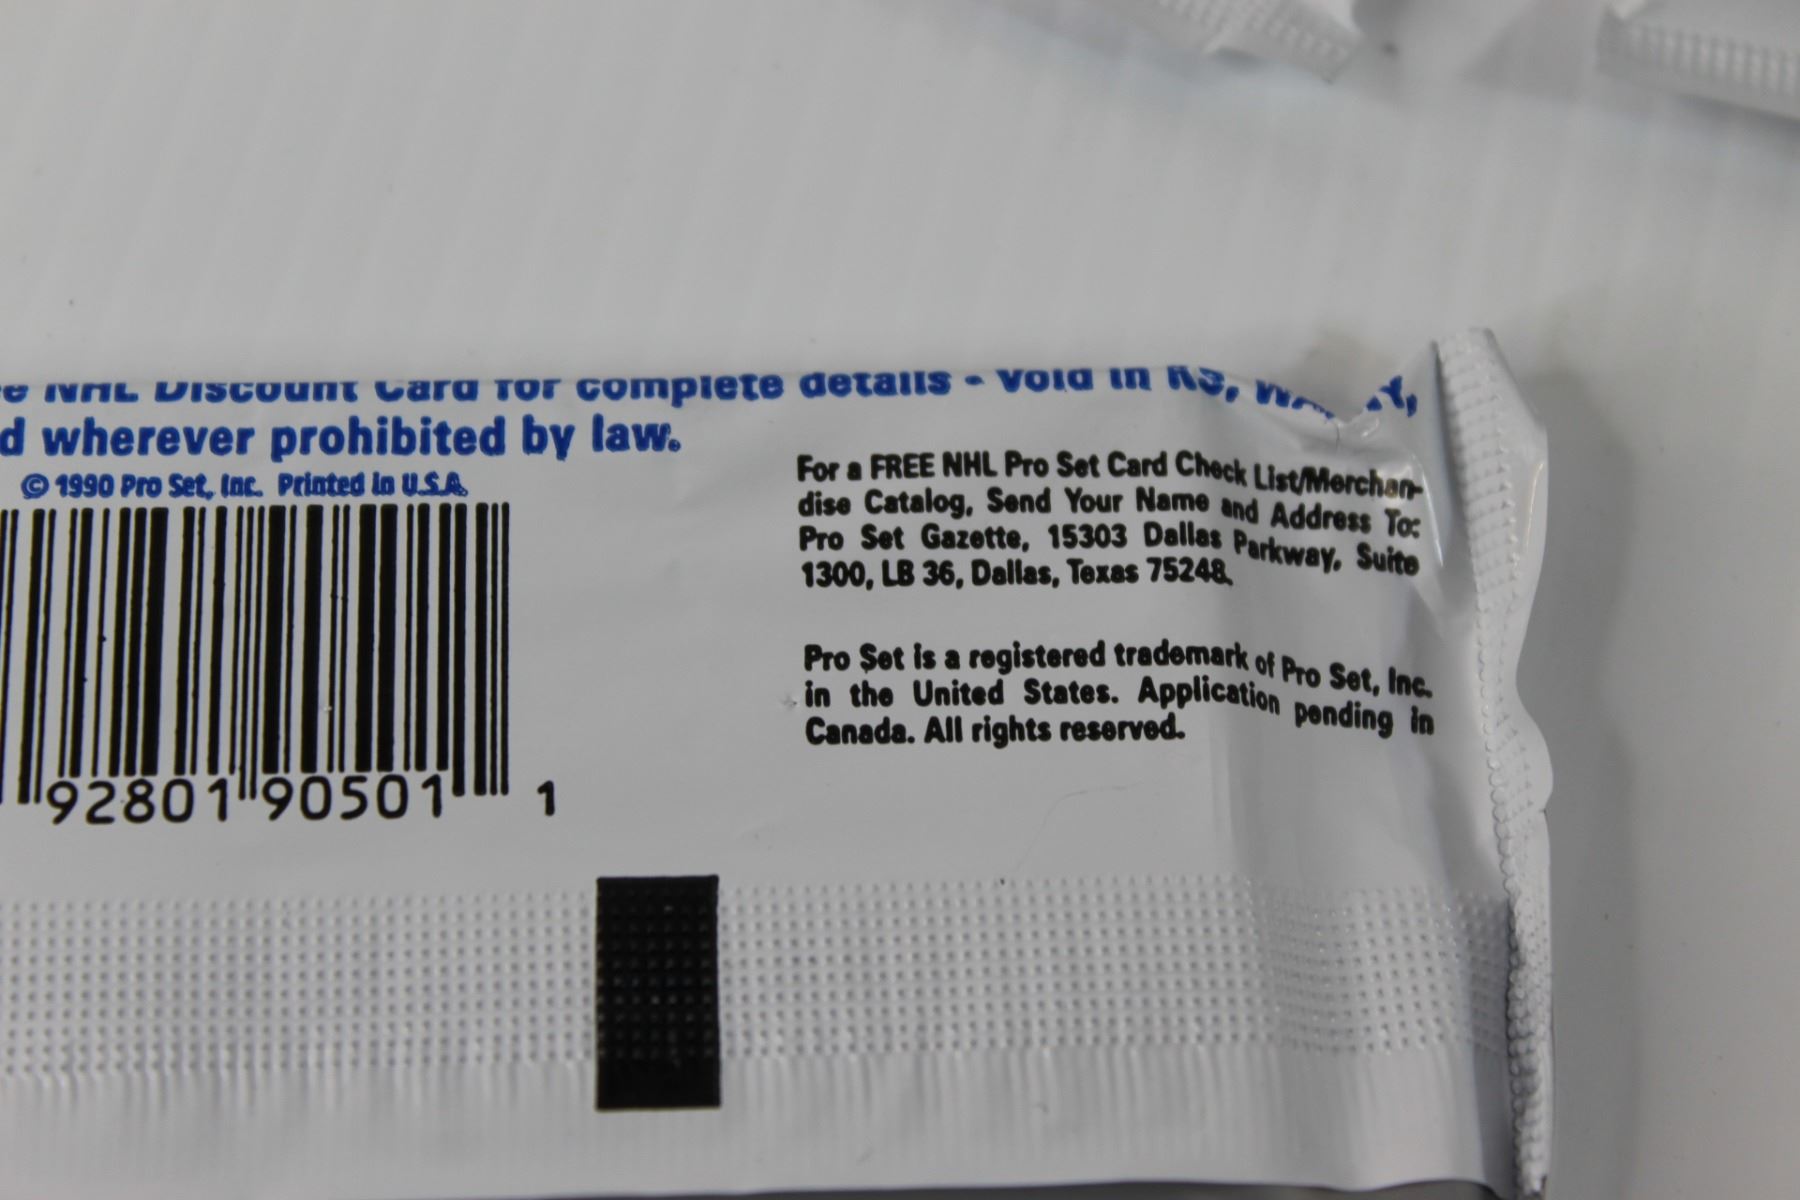 NHL Discount Card for complete details - Void in KS,
d wherever prohibited by law.
© 1990 Pro Set, Inc. Printed in U.S.A.
92801 90501 1
For a FREE NHL Pro Set Card Check List/Merchan-
dise Catalog, Send Your Name and Address To:
Pro Set Gazette, 15303 Dallas Parkway, Suite
1300, LB 36, Dallas, Texas 75248.
Pro Set is a registered trademark of Pro Set, Inc.
in the United States. Application pending in
Canada. All rights reserved.